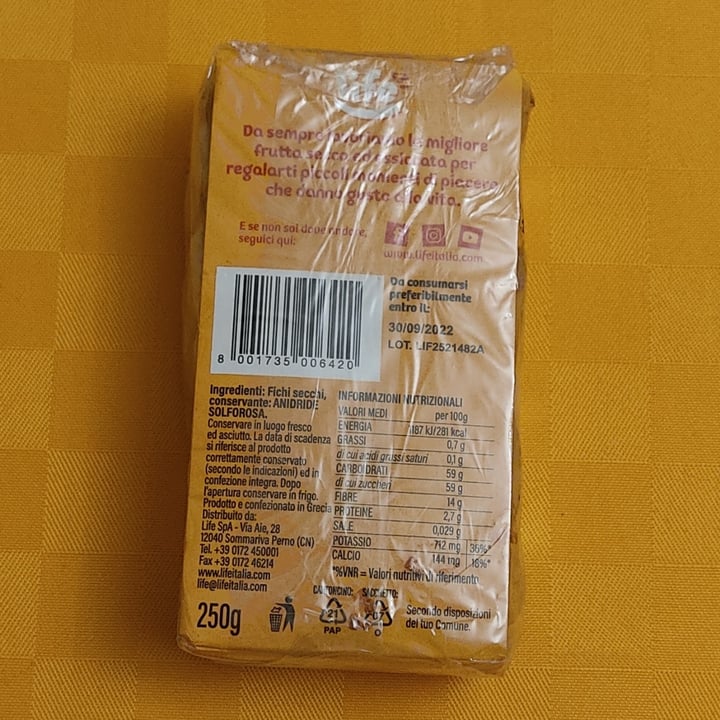 life
Da sempre favoriamo la migliore
frutta secca ed essiccata per
regalarti piccoli momenti di piacere
che danno gusto alla vita.
E se non sai dove andare,
seguici qui:
www.lifeitalia.com
Da consumarsi
preferibilmente
entro il:
30/09/2022
LOT. LIF2521482A
8 001735 006420
Ingredienti: Fichi secchi,
conservante: ANIDRIDE
SOLFOROSA.
Conservare in luogo fresco
ed asciutto. La data di scadenza
si riferisce al prodotto
correttamente conservato
(secondo le indicazioni) ed in
confezione integra. Dopo
l'apertura conservare in frigo.
Prodotto e confezionato in Grecia
Distribuito da:
Life SpA - Via Aie, 28
12040 Sommariva Perno (CN)
Tel. +39 0172 450001
Fax +39 0172 46214
www.lifeitalia.com
life@lifeitalia.com
250g
INFORMAZIONI NUTRIZIONALI
VALORI MEDI per 100g
ENERGIA 1187 kJ/281 kcal
GRASSI 0,7 g
di cui acidi grassi saturi 0,1 g
CARBOIDRATI 59 g
di cui zuccheri 59 g
FIBRE 14 g
PROTEINE 2,7 g
SALE 0,029 g
POTASSIO 712 mg 36%*
CALCIO 144 mg 18%*
*%VNR = Valori nutritivi di riferimento
CARTONCINO: SACCHETTO:
21
PAP
07
O
Secondo disposizioni
del tuo Comune.